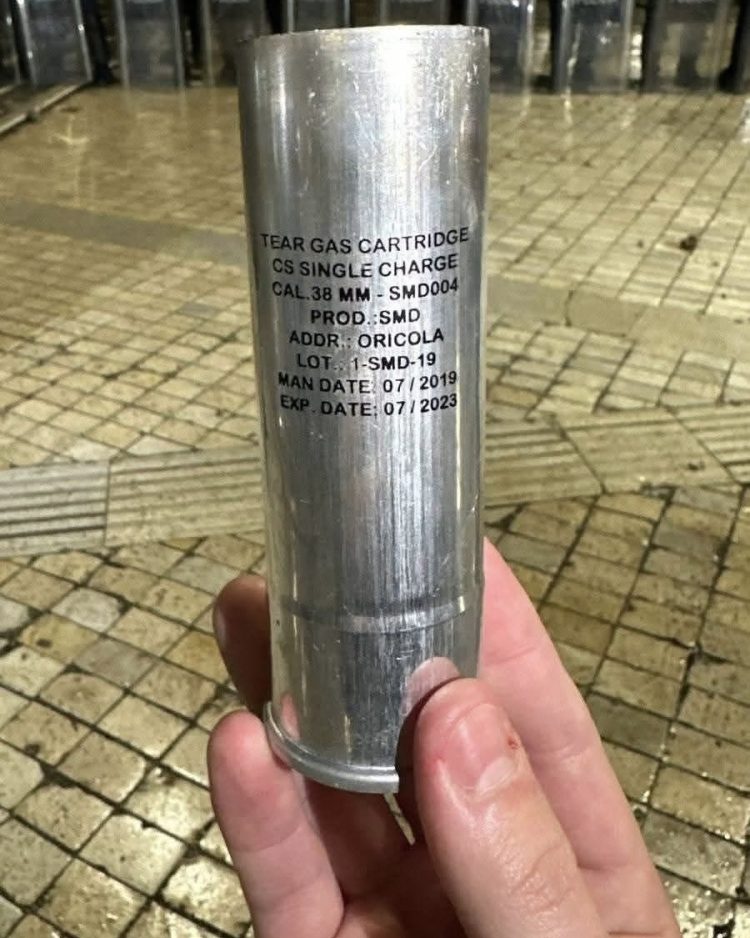 TEAR GAS CARTRIDGE
CS SINGLE CHARGE
CAL.38 MM - SMD004
PROD.:SMD
ADDR.: ORICOLA
LOT.: 1-SMD-19
MAN DATE: 07/2019
EXP. DATE: 07/2023